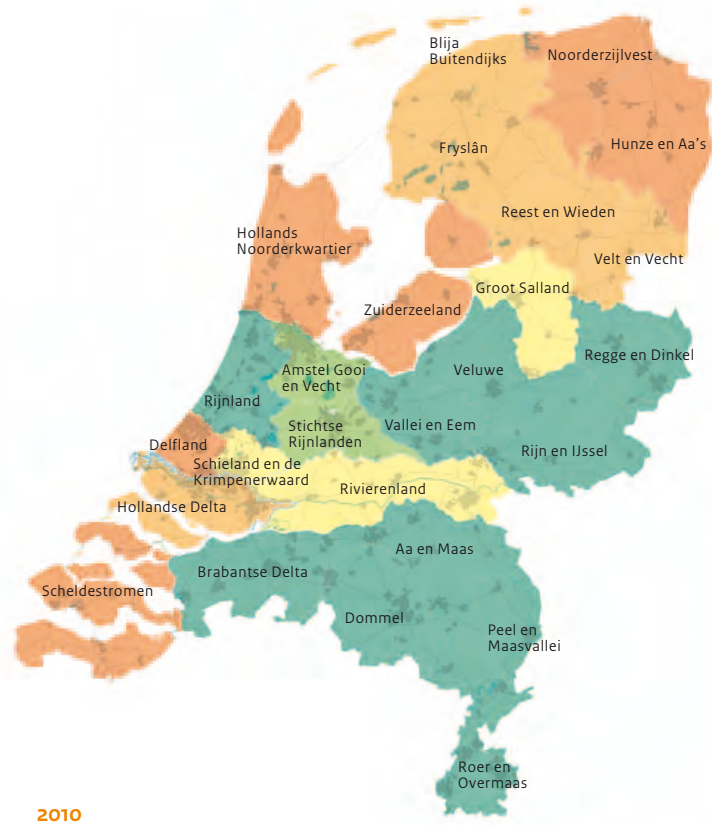 Blija
Buitendijks
Noorderzijlvest
Fryslân
Hunze en Aa's
Reest en Wieden
Hollands
Noorderkwartier
Velt en Vecht
Groot Salland
Zuiderzeeland
Regge en Dinkel
Amstel Gooi
en Vecht
Veluwe
Rijnland
Stichtse
Rijnlanden
Vallei en Eem
Delfland
Rijn en IJssel
Schieland en de
Krimpenerwaard
Rivierenland
Hollandse Delta
Aa en Maas
Brabantse Delta
Scheldestromen
Dommel
Peel en
Maasvallei
Roer en
Overmaas
2010